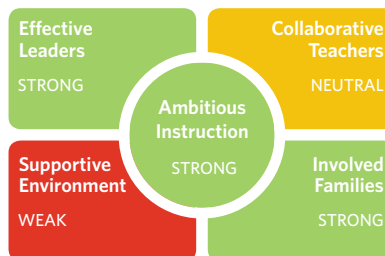 Effective
Leaders
STRONG
Collaborative
Teachers
NEUTRAL
Ambitious
Instruction
STRONG
Supportive
Environment
WEAK
Involved
Families
STRONG